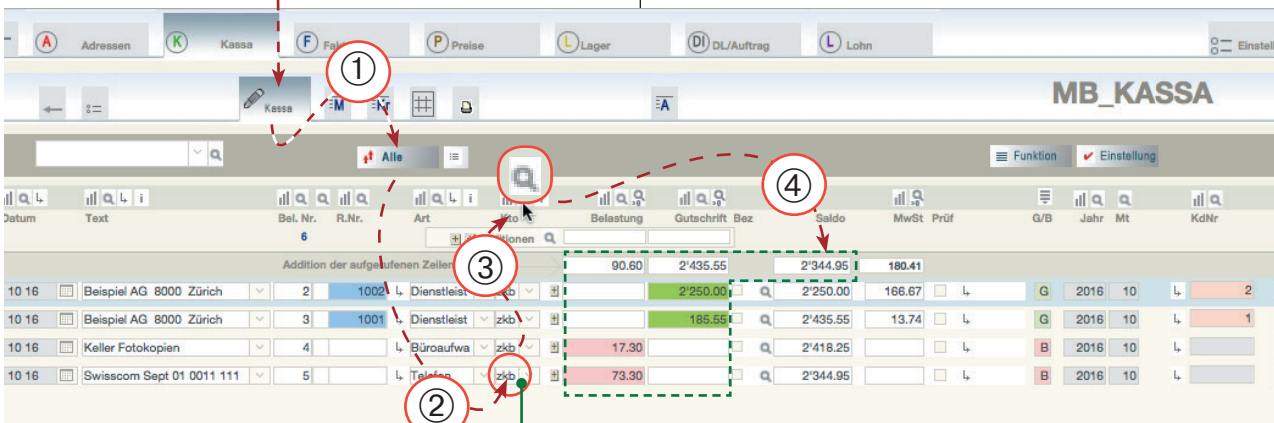 A Adressen K Kassa F P Preise L Lager DI DL/Auftrag L Lohn
① Kassa M Nr A MB_KASSA
Alle Funktion Einstellung
④
Datum Text Bel. Nr. R.Nr. Art Kto Belastung Gutschrift Bez Saldo MwSt Prüf G/B Jahr Mt KdNr
6
③
Addition der aufgerufenen Zeilen 90.60 2'435.55 2'344.95 180.41
10 16 Beispiel AG 8000 Zürich 2 1002 Dienstleist zkb 2'250.00 2'250.00 166.67 G 2016 10 2
10 16 Beispiel AG 8000 Zürich 3 1001 Dienstleist zkb 185.55 2'435.55 13.74 G 2016 10 1
10 16 Keller Fotokopien 4 Büroaufwa zkb 17.30 2'418.25 B 2016 10
10 16 Swisscom Sept 01 0011 111 5 Telefon zkb 73.30 2'344.95 B 2016 10
②